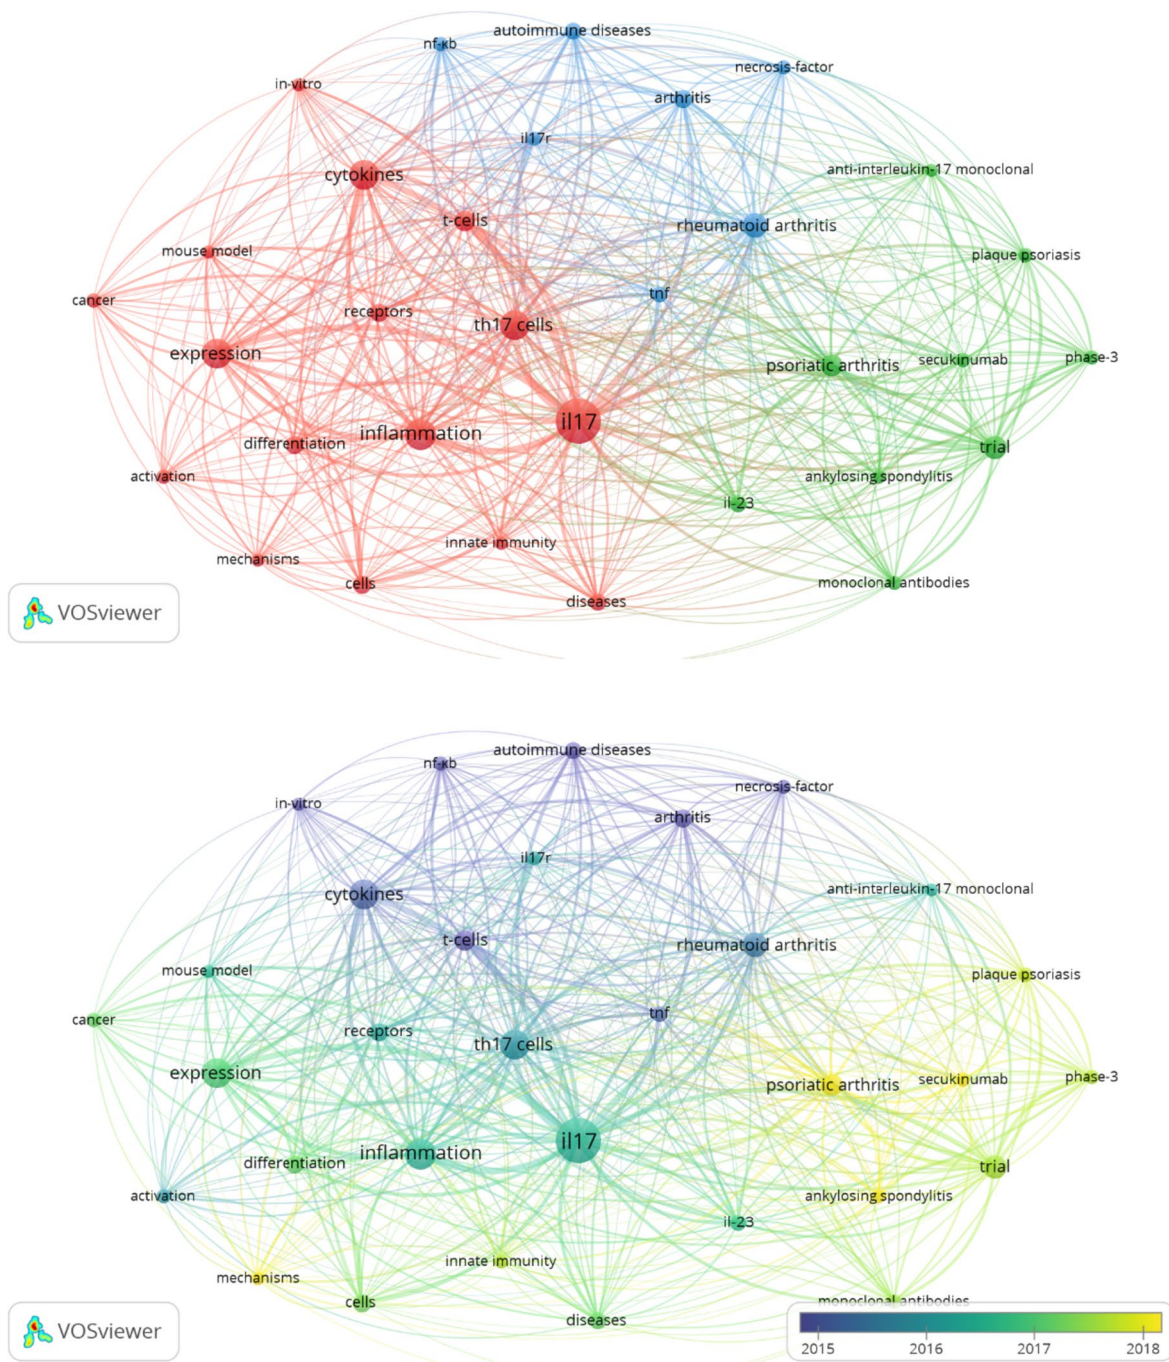 autoimmune diseases
nf-κb
necrosis-factor
in-vitro
arthritis
il17r
anti-interleukin-17 monoclonal
cytokines
t-cells
rheumatoid arthritis
mouse model
plaque psoriasis
cancer
tnf
receptors
th17 cells
expression
phase-3
secukinumab
psoriatic arthritis
il17
inflammation
differentiation
trial
activation
ankylosing spondylitis
il-23
innate immunity
mechanisms
cells
monoclonal antibodies
diseases
VOSviewer
autoimmune diseases
nf-κb
necrosis-factor
in-vitro
arthritis
il17r
anti-interleukin-17 monoclonal
cytokines
t-cells
rheumatoid arthritis
mouse model
plaque psoriasis
tnf
cancer
receptors
th17 cells
expression
phase-3
secukinumab
psoriatic arthritis
il17
inflammation
differentiation
trial
activation
ankylosing spondylitis
il-23
innate immunity
mechanisms
cells
monoclonal antibodies
diseases
VOSviewer
2015 2016 2017 2018